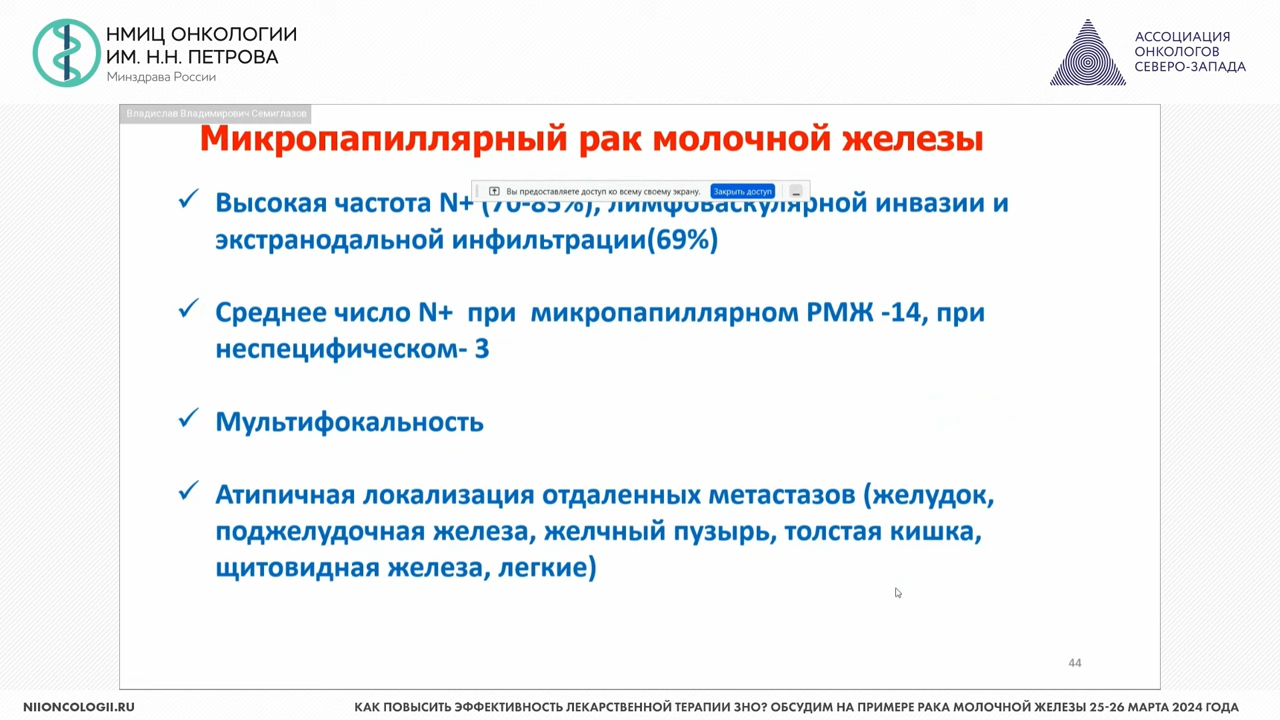 НМИЦ ОНКОЛОГИИ
ИМ. Н.Н. ПЕТРОВА
Минздрава России
АССОЦИАЦИЯ
ОНКОЛОГОВ
СЕВЕРО-ЗАПАДА
Владислав Владимирович Семиглазов
Микропапиллярный рак молочной железы
Вы предоставляете доступ ко всему своему экрану. Закрыть доступ
✓ Высокая частота N+ (70-85%), лимфоваскулярной инвазии и
экстранодальной инфильтрации(69%)
✓ Среднее число N+ при микропапиллярном РМЖ -14, при
неспецифическом- 3
✓ Мультифокальность
✓ Атипичная локализация отдаленных метастазов (желудок,
поджелудочная железа, желчный пузырь, толстая кишка,
щитовидная железа, легкие)
44
NIIONCOLOGII.RU
КАК ПОВЫСИТЬ ЭФФЕКТИВНОСТЬ ЛЕКАРСТВЕННОЙ ТЕРАПИИ ЗНО? ОБСУДИМ НА ПРИМЕРЕ РАКА МОЛОЧНОЙ ЖЕЛЕЗЫ 25-26 МАРТА 2024 ГОДА